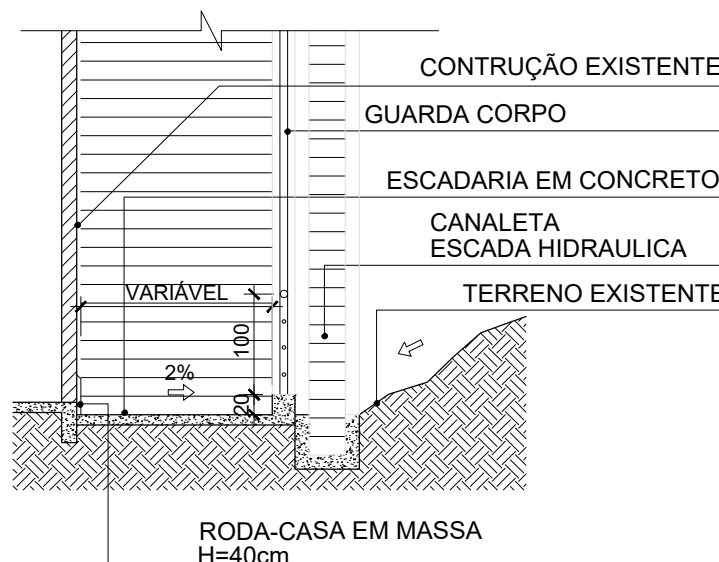 CONTRUÇÃO EXISTENTE
GUARDA CORPO
ESCADARIA EM CONCRETO
CANALETA
ESCADA HIDRAULICA
VARIÁVEL
TERRENO EXISTENTE
100
2%
20
RODA-CASA EM MASSA
H=40cm